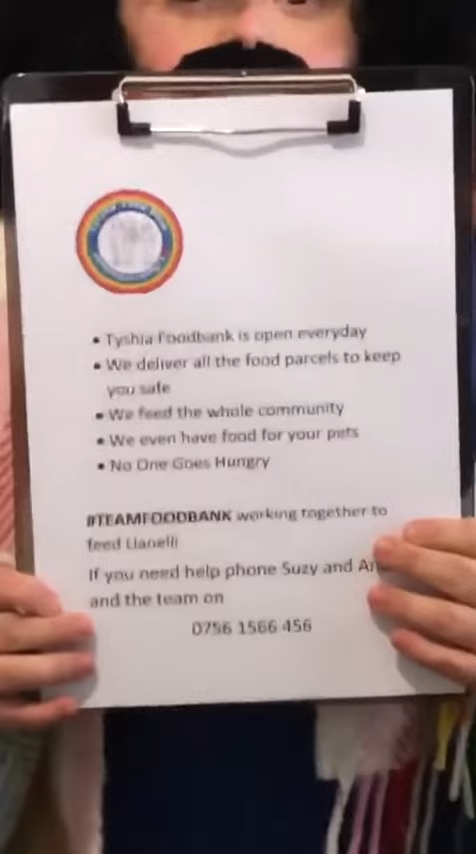 • Tyshia Foodbank is open everyday
• We deliver all the food parcels to keep
you safe
• We feed the whole community
• We even have food for your pets
• No One Goes Hungry
#TEAMFOODBANK working together to
feed Llanelli
If you need help phone Suzy and
and the team on
0756 1566 456